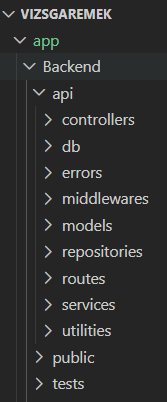 VIZSGAREMEK
app
Backend
api
controllers
db
errors
middlewares
models
repositories
routes
services
utilities
public
tests